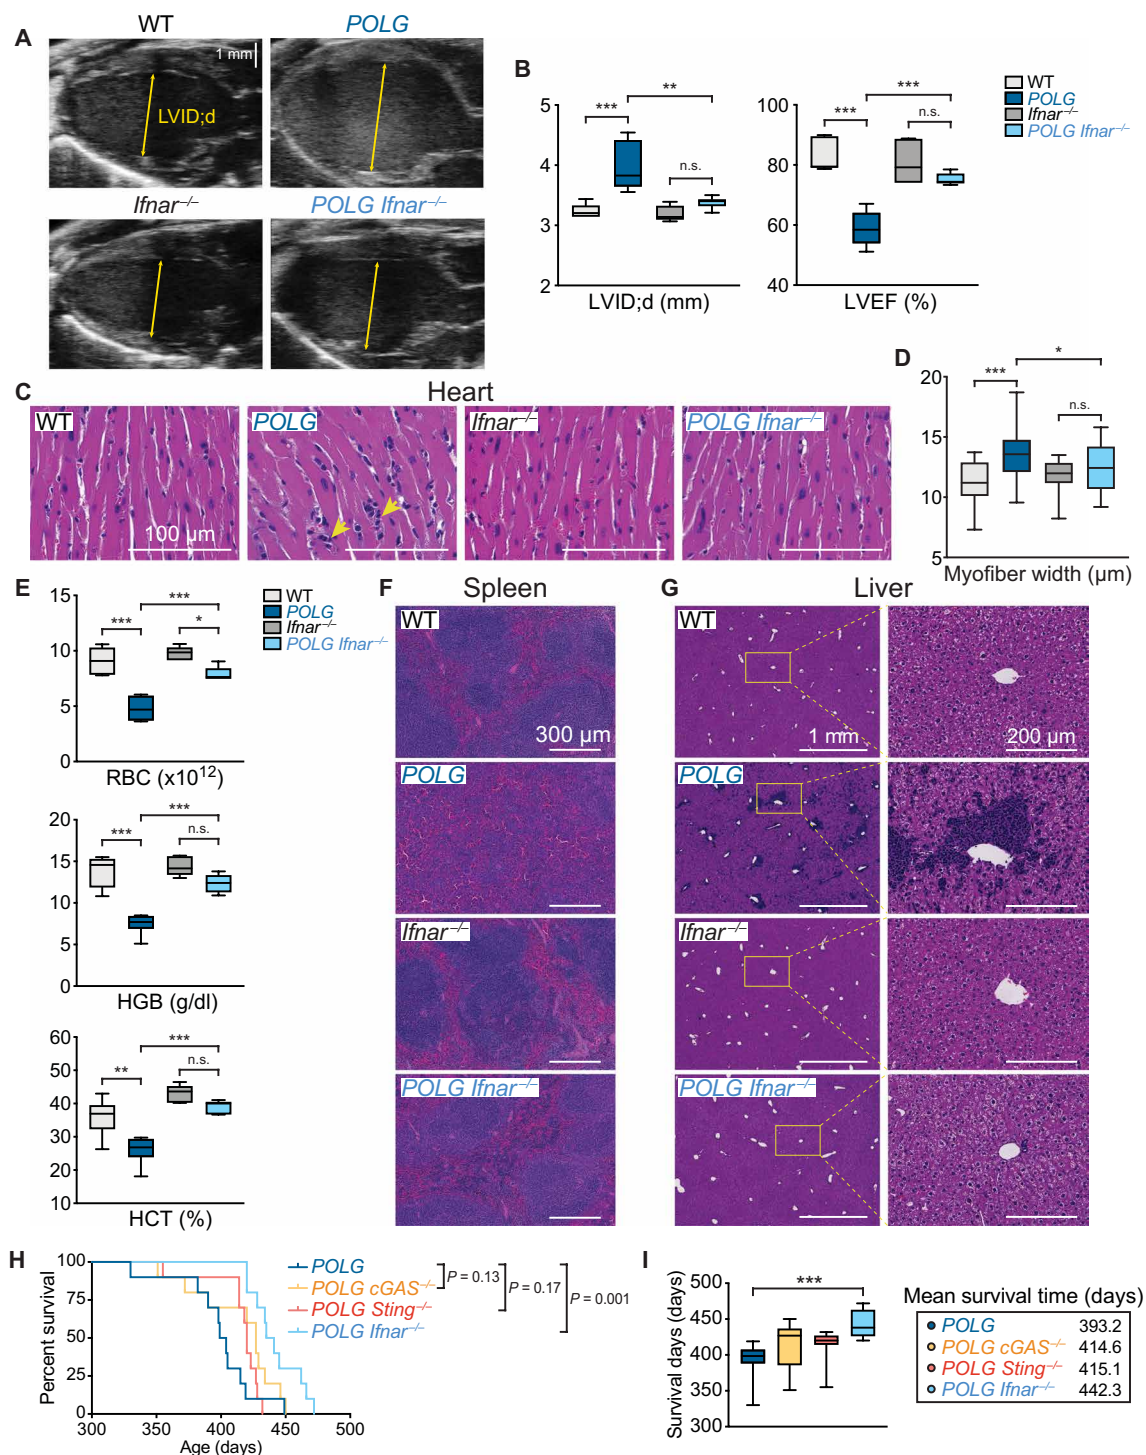 A
WT
POLG
1 mm
LVID;d
Ifnar–/–
POLG Ifnar–/–
B
***
**
n.s.
5
4
3
2
LVID;d (mm)
***
***
n.s.
100
80
60
40
LVEF (%)
WT
POLG
Ifnar–/–
POLG Ifnar–/–
C
Heart
WT
POLG
Ifnar–/–
POLG Ifnar–/–
100 µm
D
***
*
n.s.
20
15
10
5
Myofiber width (µm)
E
WT
POLG
Ifnar–/–
POLG Ifnar–/–
***
***
*
15
10
5
0
RBC (x10¹²)
***
***
n.s.
20
15
10
5
0
HGB (g/dl)
***
**
n.s.
60
50
40
30
20
10
HCT (%)
F
Spleen
WT
300 µm
POLG
Ifnar–/–
POLG Ifnar–/–
G
Liver
WT
1 mm
200 µm
POLG
Ifnar–/–
POLG Ifnar–/–
H
Percent survival
100
75
50
25
0
300
350
400
450
500
Age (days)
POLG
POLG cGAS–/–
POLG Sting–/–
POLG Ifnar–/–
P = 0.13
P = 0.17
P = 0.001
I
***
Survival days (days)
500
450
400
350
300
Mean survival time (days)
POLG 393.2
POLG cGAS–/– 414.6
POLG Sting–/– 415.1
POLG Ifnar–/– 442.3